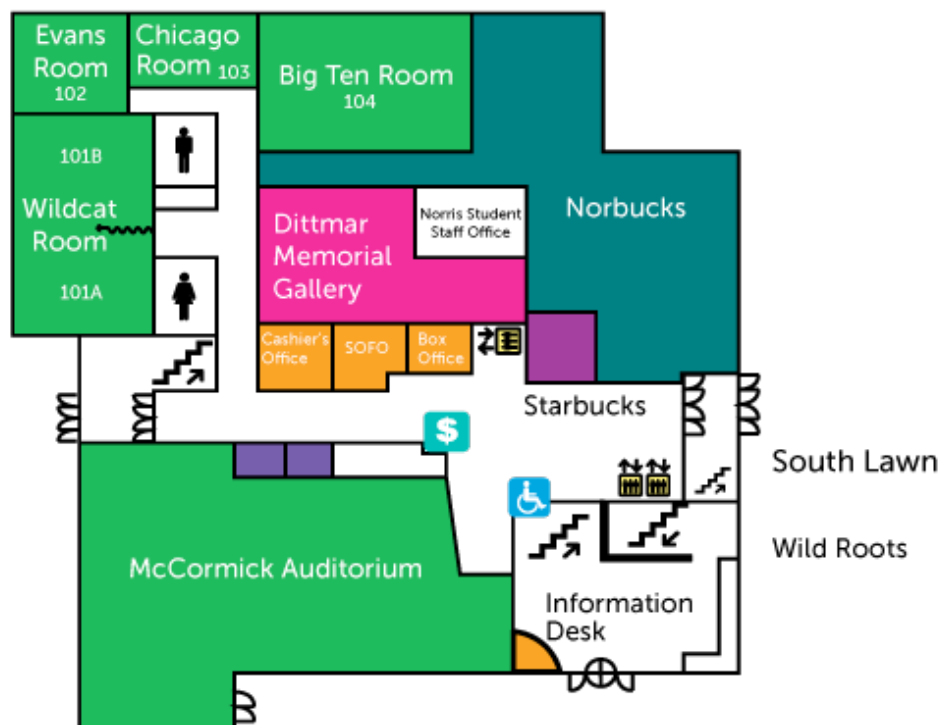 Evans
Room
102
Chicago
Room 103
Big Ten Room
104
101B
Wildcat
Room
101A
Norbucks
Dittmar
Memorial
Gallery
Norris Student
Staff Office
Cashier's
Office
SOFO
Box
Office
Starbucks
$
South Lawn
Wild Roots
McCormick Auditorium
Information
Desk